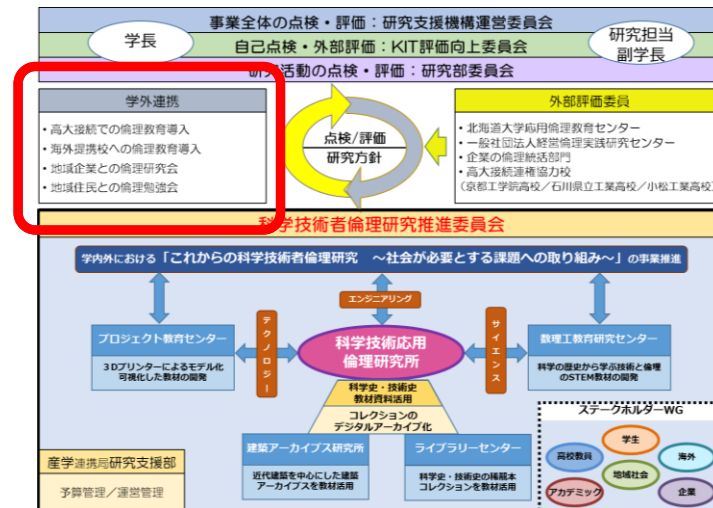 事業全体の点検・評価：研究支援機構運営委員会
学長
自己点検・外部評価：KIT評価向上委員会
研究担当
副学長
研究活動の点検・評価：研究部委員会
学外連携
・高大接続での倫理教育導入
・海外提携校への倫理教育導入
・地域企業との倫理研究会
・地域住民との倫理勉強会
点検/評価
研究方針
外部評価委員
・北海道大学応用倫理教育センター
・一般社団法人経営倫理実践研究センター
・企業の倫理統括部門
・高大接続連携協力校
（京都工学院高校／石川県立工業高校／小松工業高校）
科学技術者倫理研究推進委員会
学内外における「これからの科学技術者倫理研究　～社会が必要とする課題への取り組み～」の事業推進
エンジニアリング
テクノロジー
サイエンス
プロジェクト教育センター
3Dプリンターによるモデル化
可視化した教材の開発
科学技術応用
倫理研究所
数理工教育研究センター
科学の歴史から学ぶ技術と倫理
のSTEM教材の開発
科学史・技術史
教材資料活用
コレクションの
デジタルアーカイブ化
建築アーカイブス研究所
近代建築を中心にした建築
アーカイブスを教材活用
ライブラリーセンター
科学史・技術史の稀覯本
コレクションを教材活用
産学連携局研究支援部
予算管理／運営管理
ステークホルダーWG
学生
高校教員
海外
地域社会
アカデミック
企業